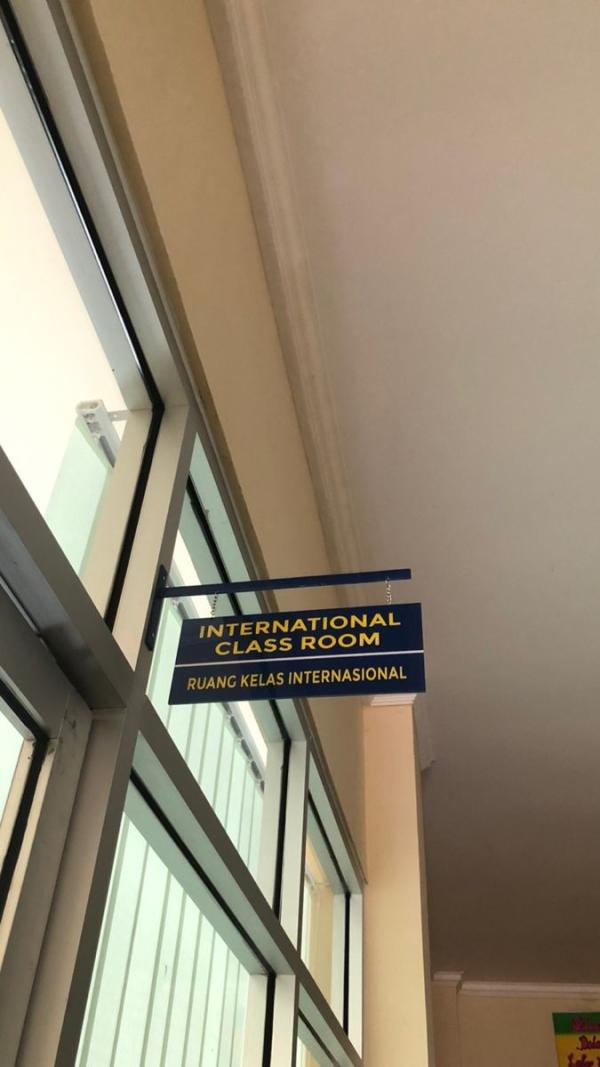 INTERNATIONAL
CLASS ROOM
RUANG KELAS INTERNASIONAL